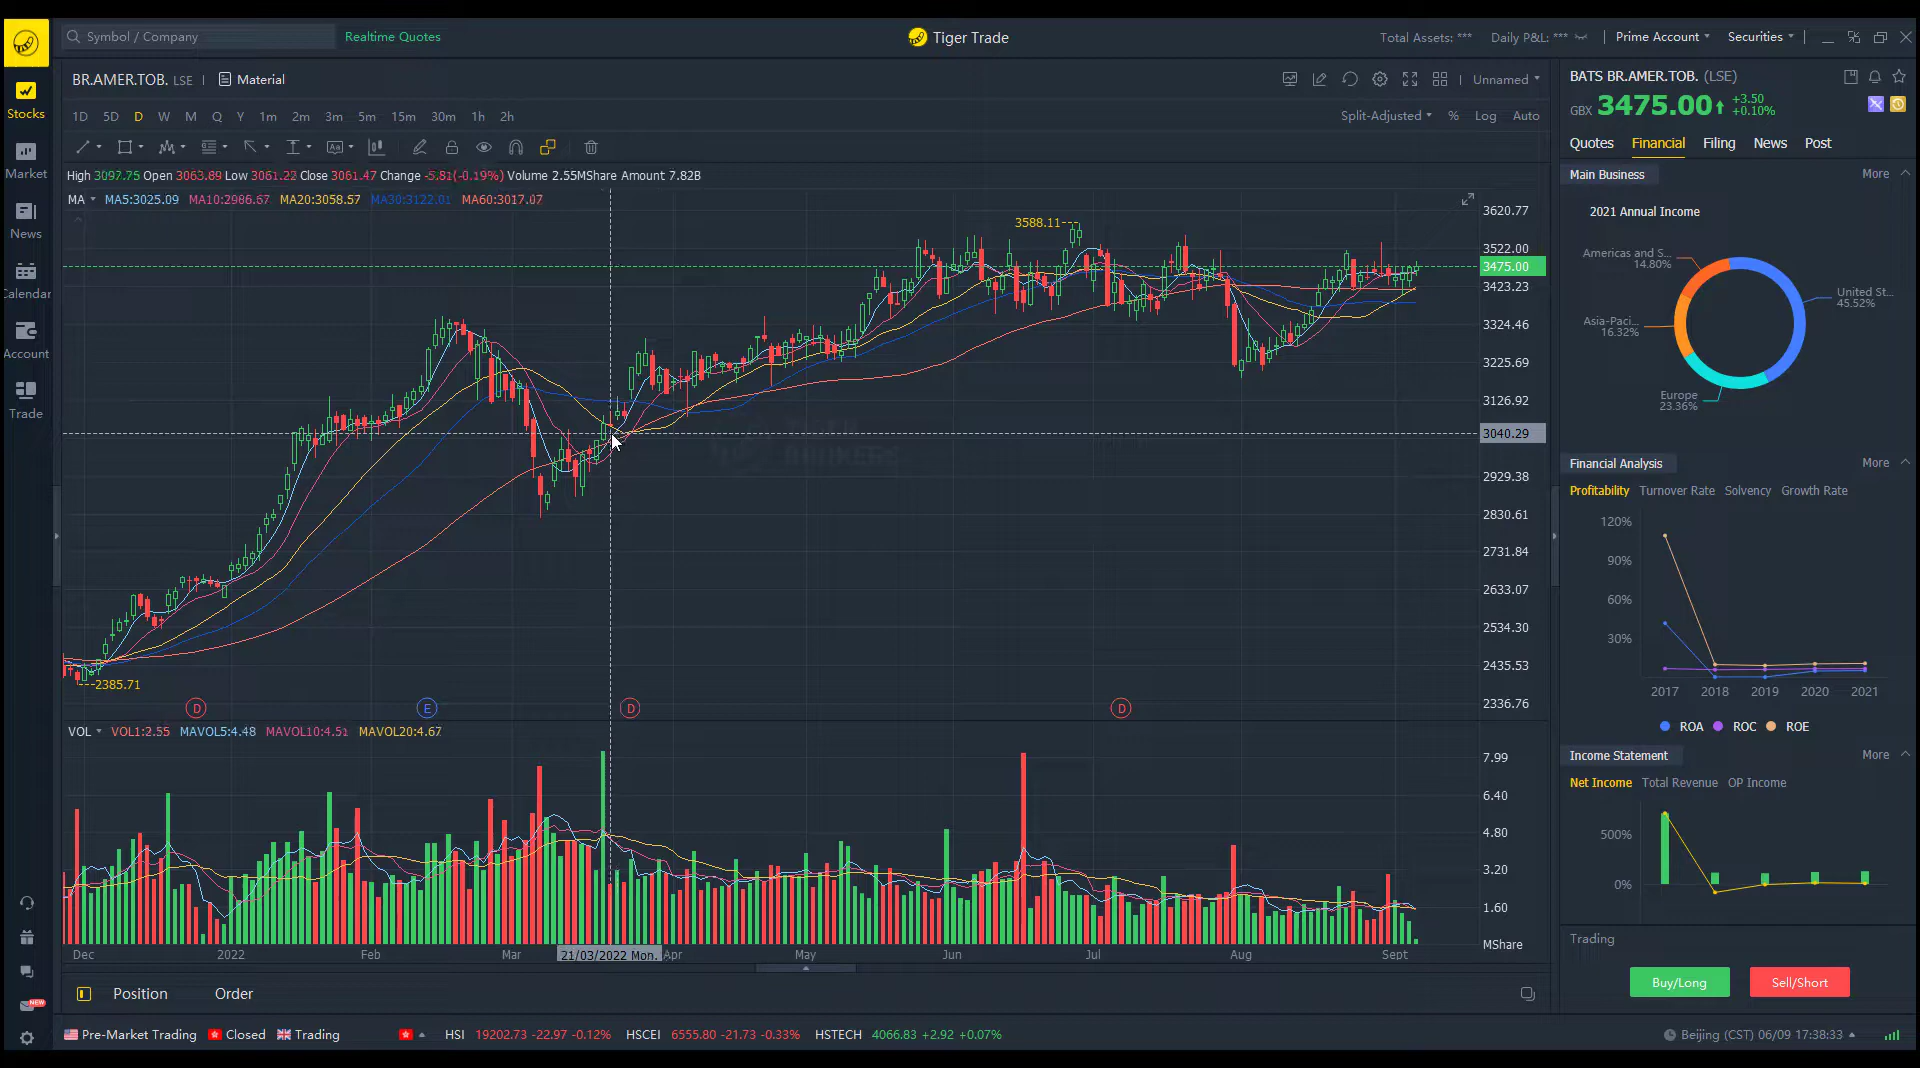 Symbol / Company
Realtime Quotes
Tiger Trade
Total Assets: ***
Daily P&L: ***
Prime Account
Securities
Stocks
Market
News
Calendar
Account
Trade
BR.AMER.TOB. LSE
Material
Unnamed
1D 5D D W M Q Y 1m 2m 3m 5m 15m 30m 1h 2h
Split-Adjusted % Log Auto
High 3097.75 Open 3063.89 Low 3061.22 Close 3061.47 Change -5.81(-0.19%) Volume 2.55MShare Amount 7.82B
MA MA5:3025.09 MA10:2986.67 MA20:3058.57 MA30:3122.01 MA60:3017.07
3588.11
2385.71
3620.77
3522.00
3475.00
3423.23
3324.46
3225.69
3126.92
3040.29
2929.38
2830.61
2731.84
2633.07
2534.30
2435.53
2336.76
D E D D
VOL VOL1:2.55 MAVOL5:4.48 MAVOL10:4.51 MAVOL20:4.67
7.99
6.40
4.80
3.20
1.60
MShare
Dec 2022 Feb Mar 21/03/2022 Mon. Apr May Jun Jul Aug Sept
Position
Order
BATS BR.AMER.TOB. (LSE)
GBX 3475.00 +3.50
+0.10%
Quotes Financial Filing News Post
Main Business
More
2021 Annual Income
Americas and S...
14.80%
United St...
45.52%
Asia-Paci...
16.32%
Europe
23.36%
Financial Analysis
More
Profitability Turnover Rate Solvency Growth Rate
120%
90%
60%
30%
2017 2018 2019 2020 2021
ROA ROC ROE
Income Statement
More
Net Income Total Revenue OP Income
500%
0%
Trading
Buy/Long
Sell/Short
NEW
Pre-Market Trading
Closed
Trading
HSI 19202.73 -22.97 -0.12%
HSCEI 6555.80 -21.73 -0.33%
HSTECH 4066.83 +2.92 +0.07%
Beijing (CST) 06/09 17:38:33